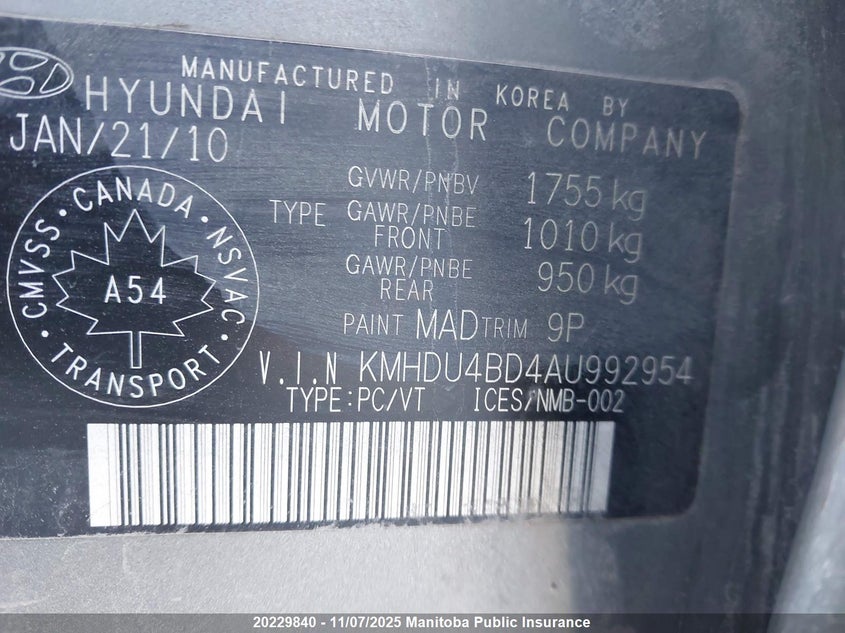 MANUFACTURED IN KOREA BY
HYUNDAI MOTOR COMPANY
JAN/21/10
CMVSS · CANADA · NSVAC · TRANSPORT ·
A54
TYPE
GVWR/PNBV 1755 kg
GAWR/PNBE FRONT 1010 kg
GAWR/PNBE REAR 950 kg
PAINT MAD TRIM 9P
V.I.N KMHDU4BD4AU992954
TYPE:PC/VT ICES/NMB-002
20229840 - 11/07/2025 Manitoba Public Insurance